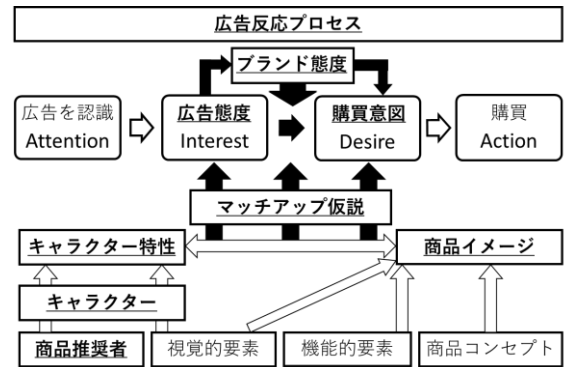 広告反応プロセス
ブランド態度
広告を認識
Attention
広告態度
Interest
購買意図
Desire
購買
Action
マッチアップ仮説
キャラクター特性
商品イメージ
キャラクター
商品推奨者
視覚的要素
機能的要素
商品コンセプト